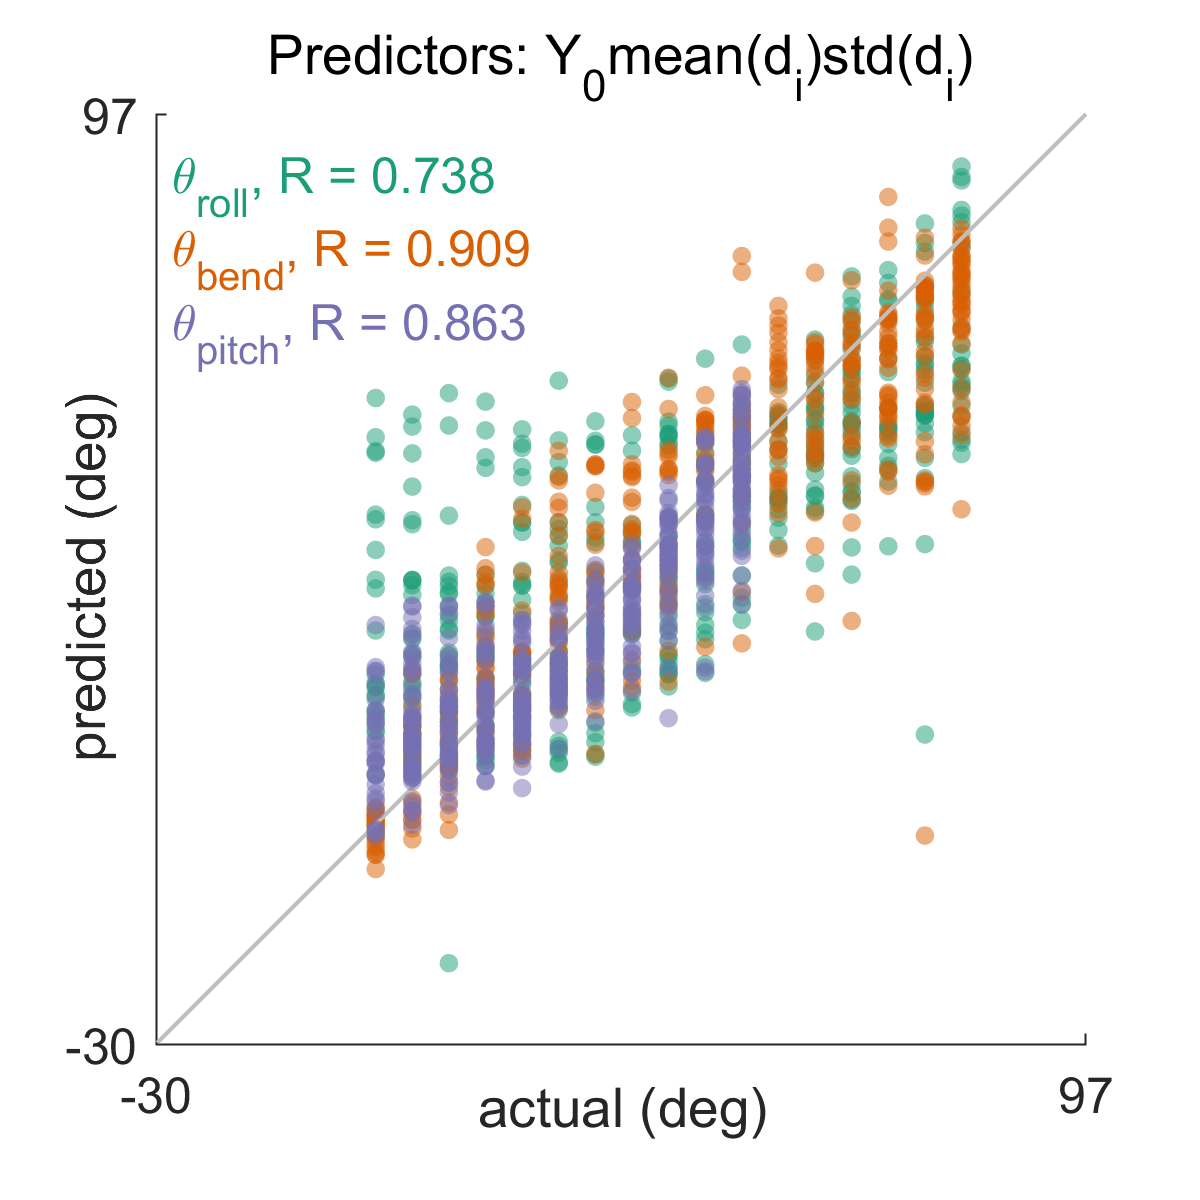 Predictors: Y₀mean(dᵢ)std(dᵢ)
97
θroll, R = 0.738
θbend, R = 0.909
θpitch, R = 0.863
predicted (deg)
-30
-30
97
actual (deg)